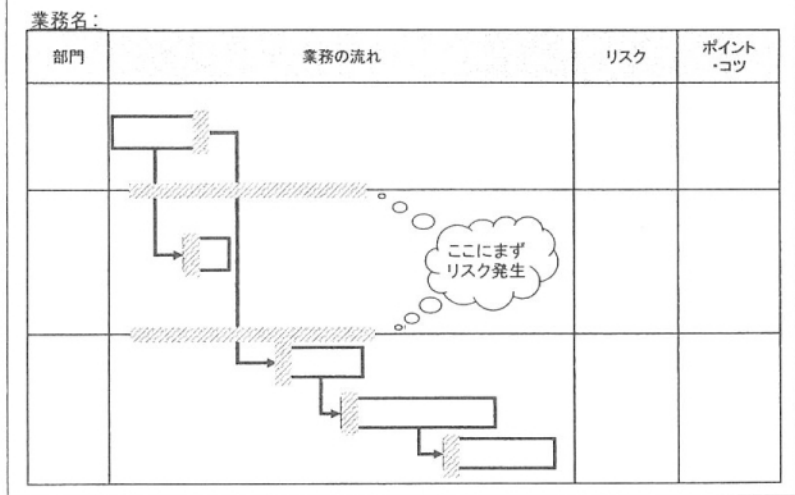 業務名:
部門
業務の流れ
リスク
ポイント
・コツ
ここにまず
リスク発生